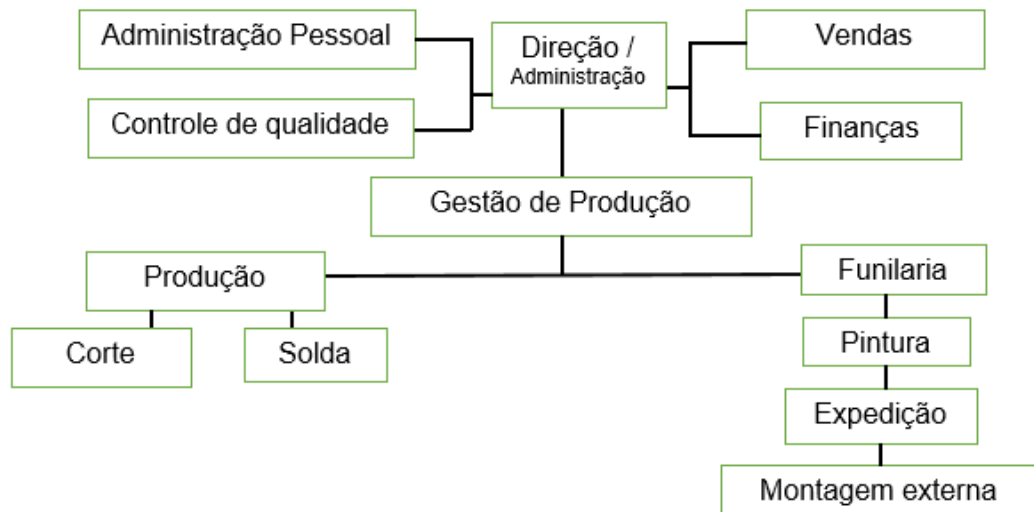 Administração Pessoal
Direção /
Administração
Vendas
Controle de qualidade
Finanças
Gestão de Produção
Produção
Funilaria
Corte
Solda
Pintura
Expedição
Montagem externa